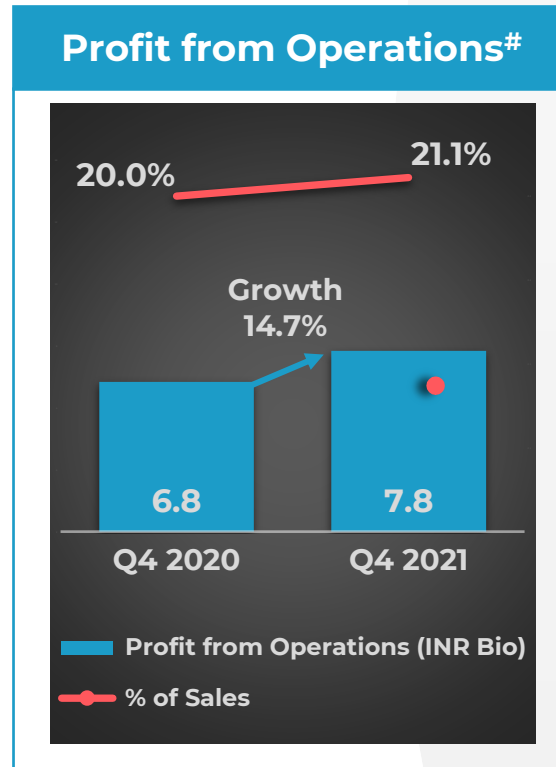 Profit from Operations#
20.0%
21.1%
Growth
14.7%
6.8
7.8
Q4 2020
Q4 2021
Profit from Operations (INR Bio)
% of Sales